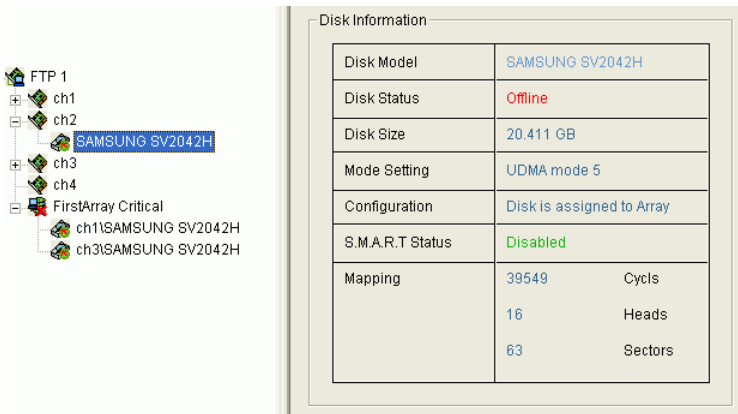 FTP 1
ch1
ch2
SAMSUNG SV2042H
ch3
ch4
FirstArray Critical
ch1\SAMSUNG SV2042H
ch3\SAMSUNG SV2042H
Disk Information
Disk Model SAMSUNG SV2042H
Disk Status Offline
Disk Size 20.411 GB
Mode Setting UDMA mode 5
Configuration Disk is assigned to Array
S.M.A.R.T Status Disabled
Mapping 39549 Cycls
16 Heads
63 Sectors